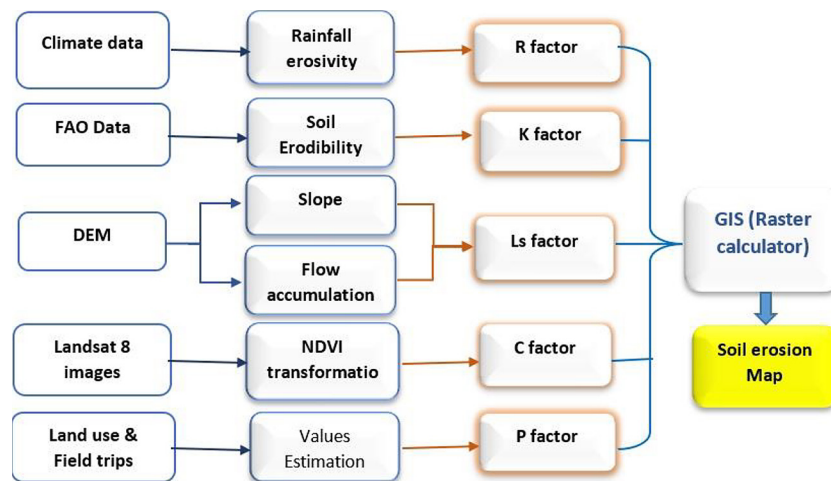 Climate data
Rainfall
erosivity
R factor
FAO Data
Soil
Erodibility
K factor
DEM
Slope
Flow
accumulation
Ls factor
GIS (Raster
calculator)
Landsat 8
images
NDVI
transformatio
C factor
Soil erosion
Map
Land use &
Field trips
Values
Estimation
P factor